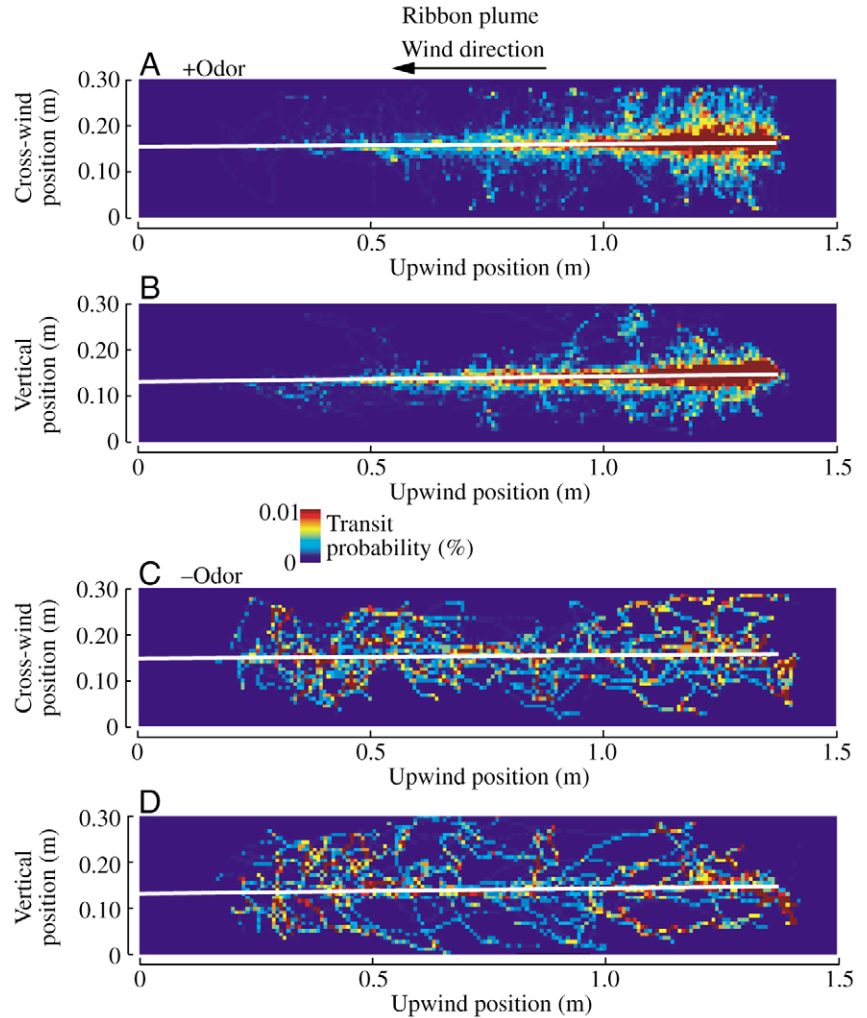 Ribbon plume
Wind direction
A
+Odor
Cross-wind
position (m)
0.30
0.10
0
0
0.5
1.0
1.5
Upwind position (m)
B
Vertical
position (m)
0.30
0.20
0.10
0
0
0.5
1.0
1.5
Upwind position (m)
0.01
0
Transit
probability (%)
C
–Odor
Cross-wind
position (m)
0.30
0.20
0.10
0
0
0.5
1.0
1.5
Upwind position (m)
D
Vertical
position (m)
0.30
0.20
0.10
0
0
0.5
1.0
1.5
Upwind position (m)